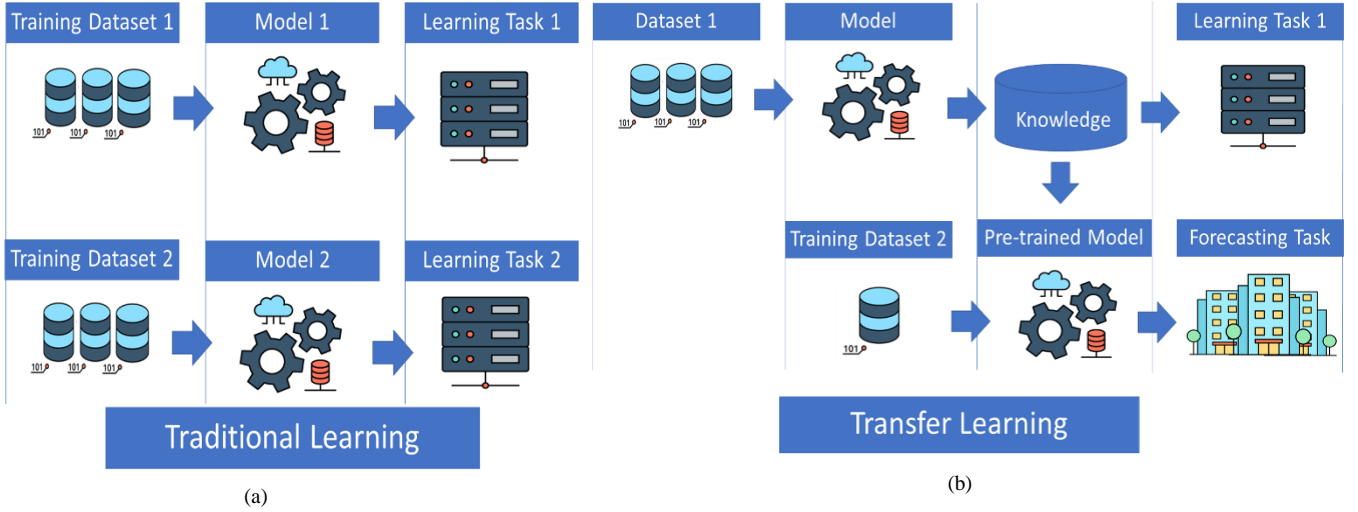 Training Dataset 1
Model 1
Learning Task 1
101
101
101
Training Dataset 2
Model 2
Learning Task 2
101
101
101
Traditional Learning
(a)
Dataset 1
Model
Learning Task 1
101
101
101
Knowledge
Training Dataset 2
Pre-trained Model
Forecasting Task
101
Transfer Learning
(b)